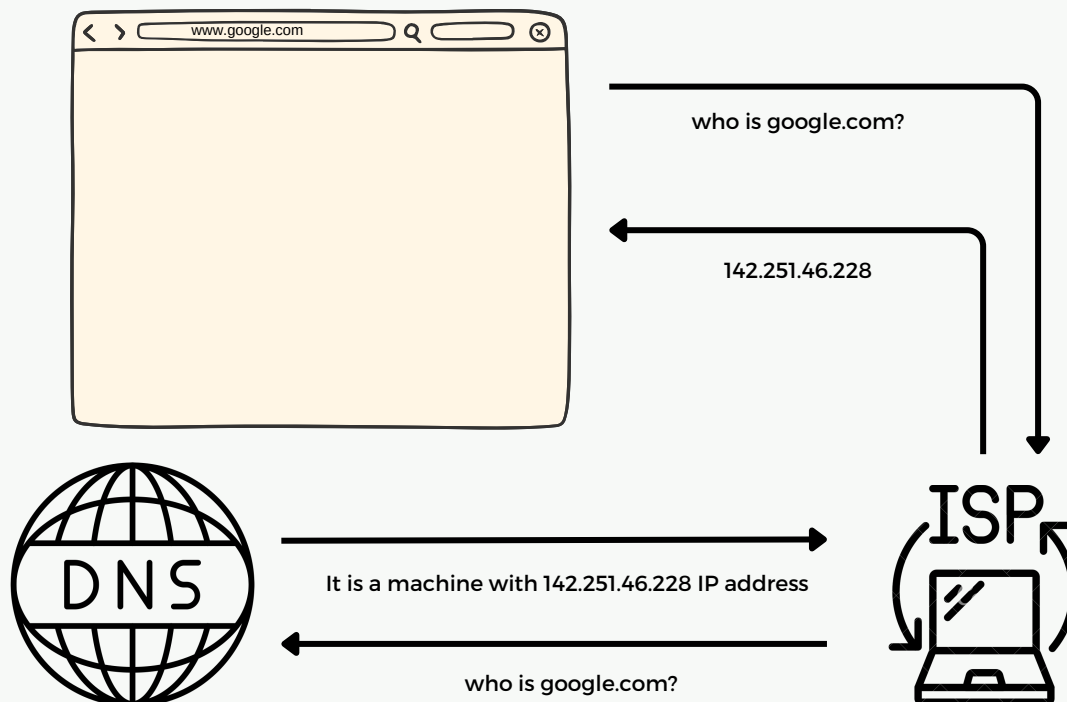 www.google.com
who is google.com?
142.251.46.228
ISP
DNS
It is a machine with 142.251.46.228 IP address
who is google.com?